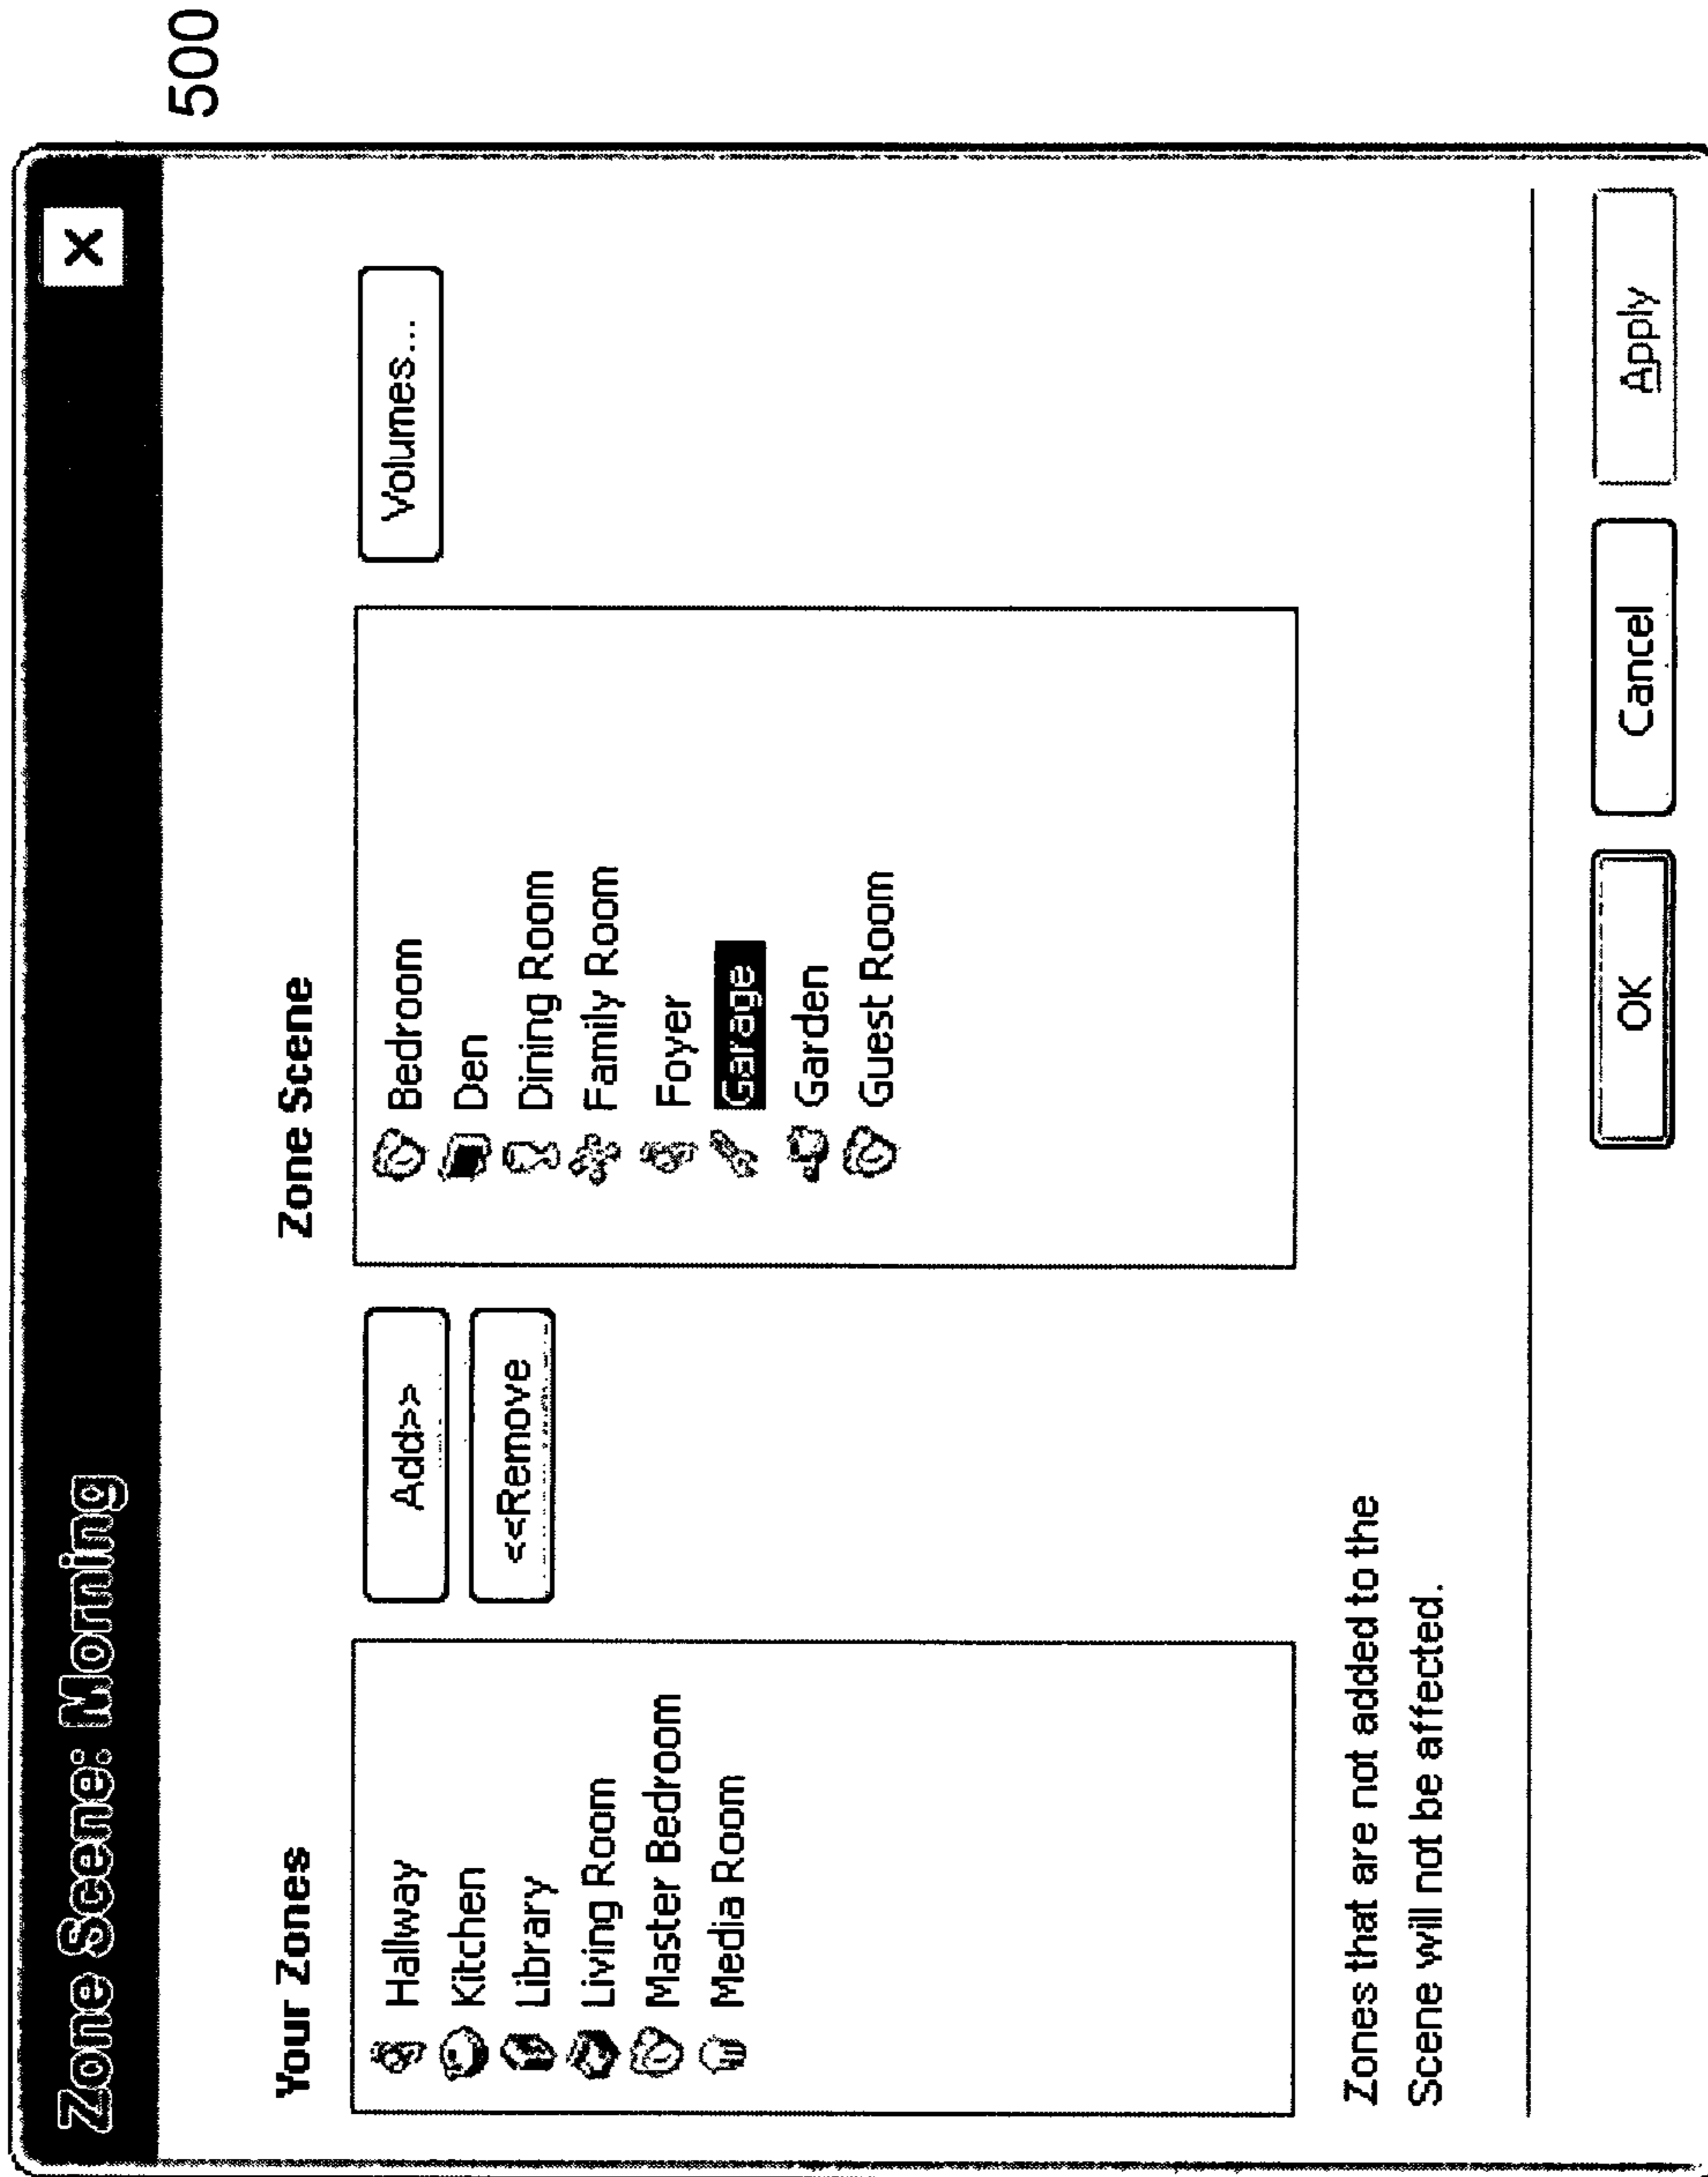 500
Zone Scene: Morning
X
Your Zones
Hallway
Kitchen
Library
Living Room
Master Bedroom
Media Room
Add>>
<<Remove
Zone Scene
Bedroom
Den
Dining Room
Family Room
Foyer
Garage
Garden
Guest Room
Volumes...
Zones that are not added to the
Scene will not be affected.
OK
Cancel
Apply